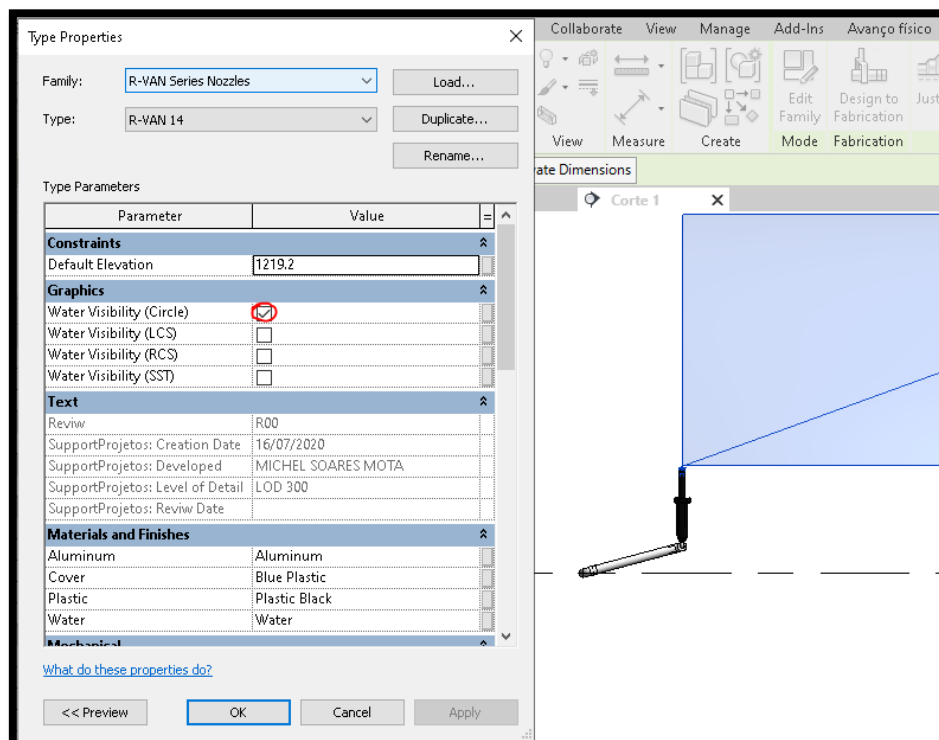 Type Properties
Family: R-VAN Series Nozzles Load...
Type: R-VAN 14 Duplicate...
Rename...
Type Parameters
Parameter Value =
Constraints
Default Elevation 1219.2
Graphics
Water Visibility (Circle)
Water Visibility (LCS)
Water Visibility (RCS)
Water Visibility (SST)
Text
Reviw R00
SupportProjetos: Creation Date 16/07/2020
SupportProjetos: Developed MICHEL SOARES MOTA
SupportProjetos: Level of Detail LOD 300
SupportProjetos: Reviw Date
Materials and Finishes
Aluminum Aluminum
Cover Blue Plastic
Plastic Plastic Black
Water Water
Mechanical
What do these properties do?
<< Preview OK Cancel Apply
Collaborate View Manage Add-Ins Avanço físico
Edit Family Design to Fabrication Just
View Measure Create Mode Fabrication
ate Dimensions
Corte 1